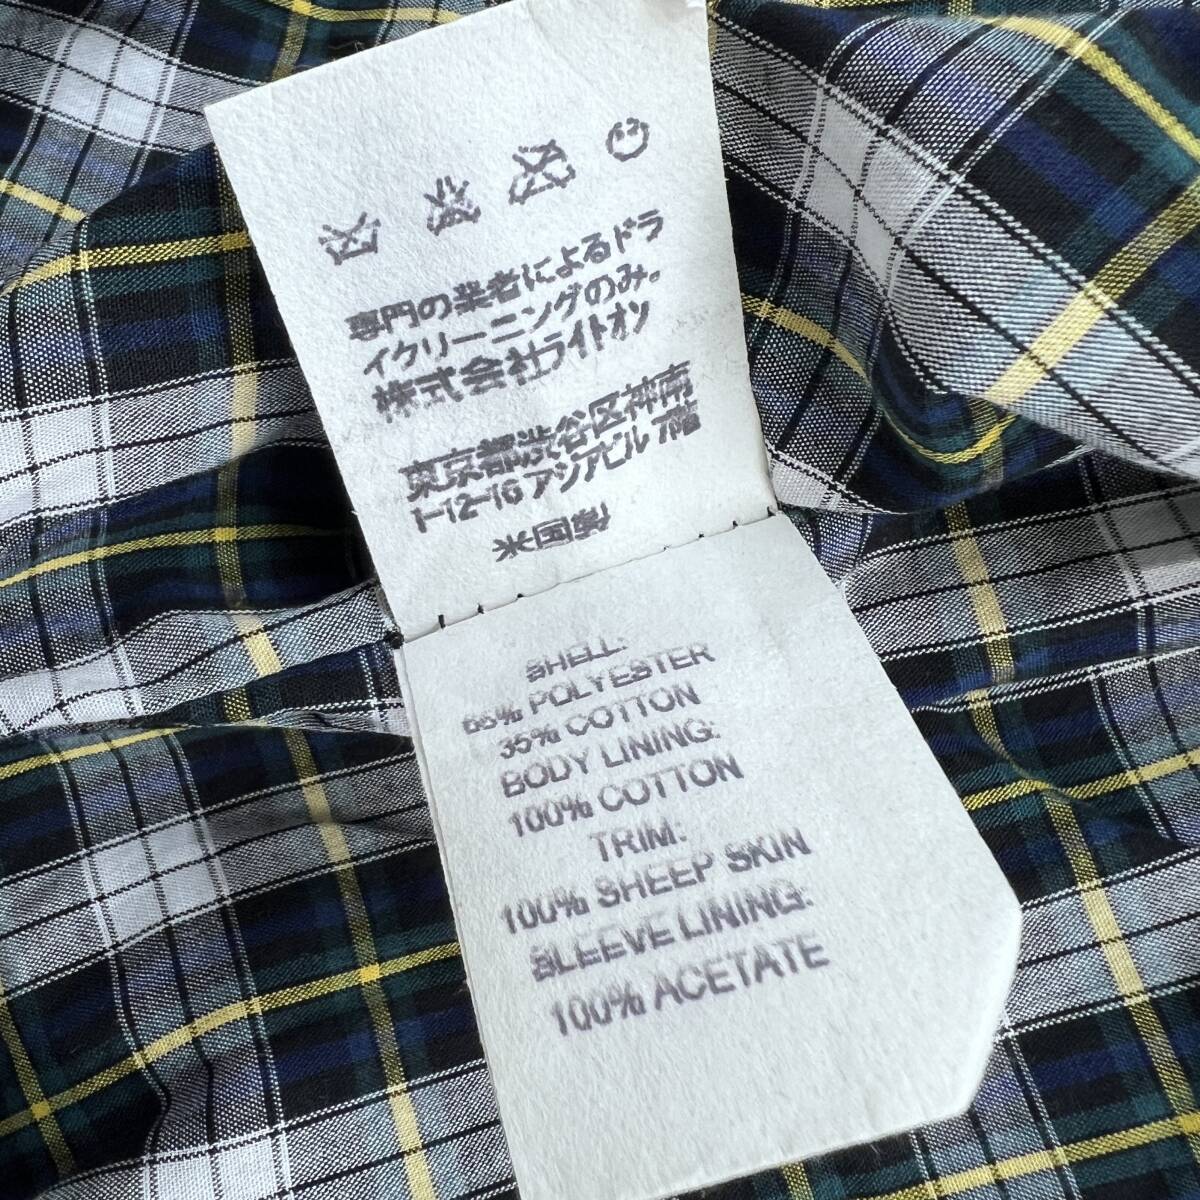 専門の業者によるドラ
イクリーニングのみ。
株式会社ライトオン
東京都渋谷区神南
1-12-16 アジアビル 7階
米国製
SHELL:
65% POLYESTER
35% COTTON
BODY LINING:
100% COTTON
TRIM:
100% SHEEP SKIN
SLEEVE LINING:
100% ACETATE